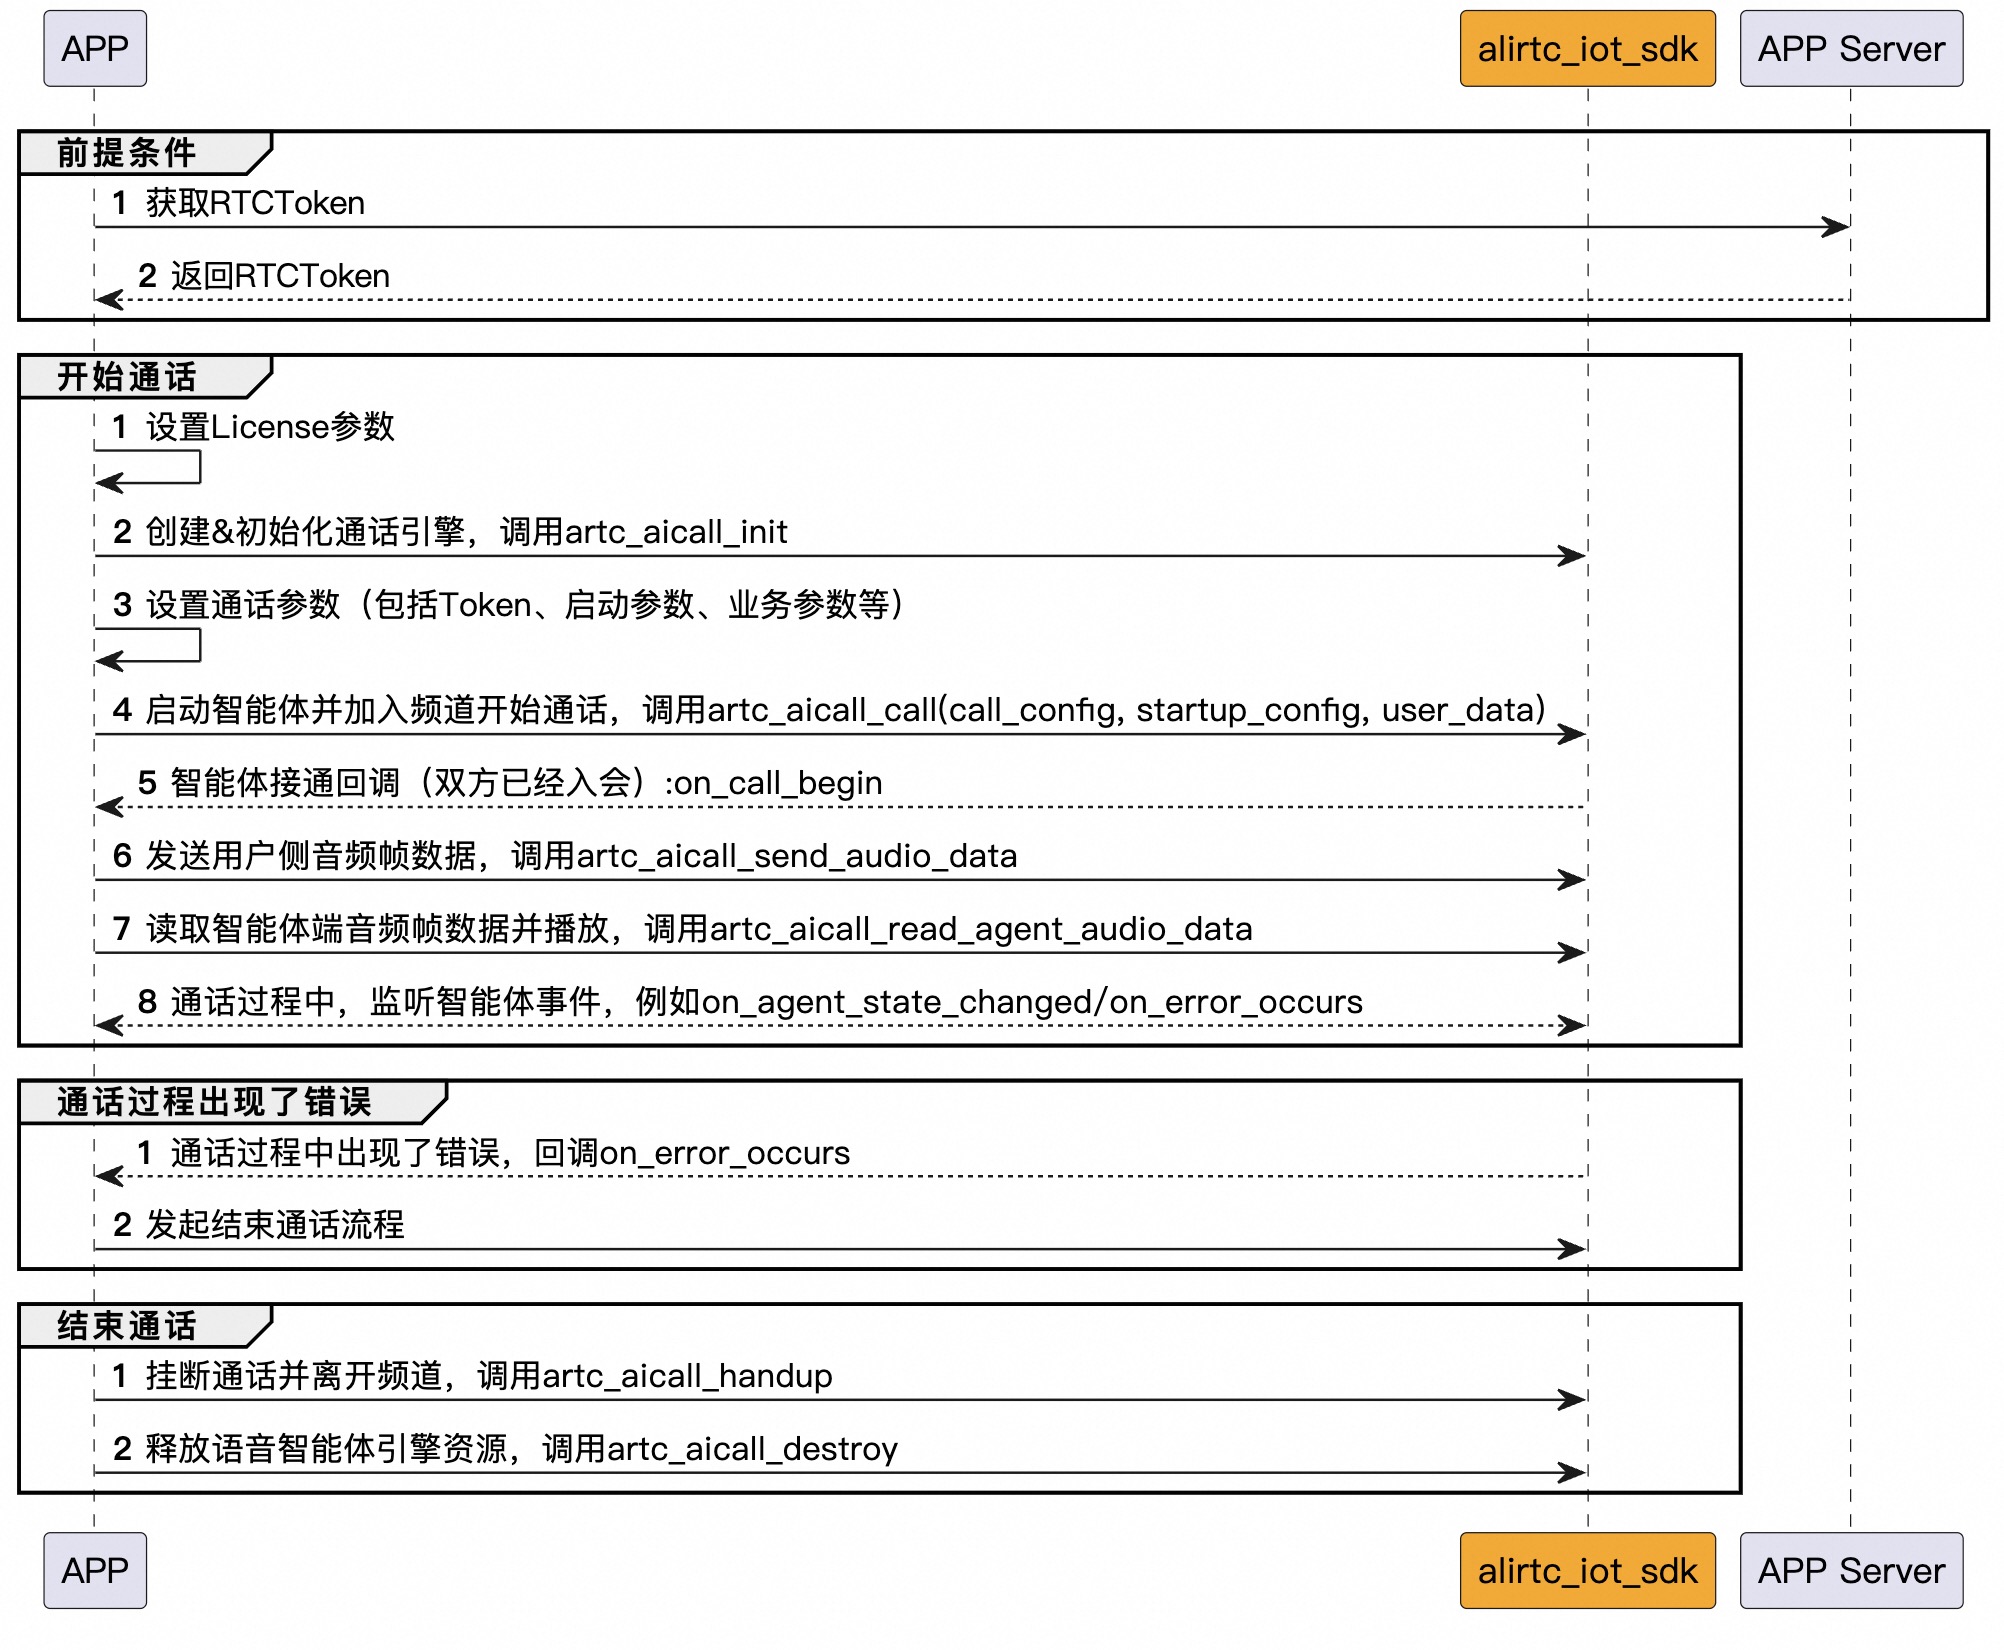 APP
alirtc_iot_sdk
APP Server
前提条件
1 获取RTCToken
2 返回RTCToken
开始通话
1 设置License参数
2 创建&初始化通话引擎，调用artc_aicall_init
3 设置通话参数（包括Token、启动参数、业务参数等）
4 启动智能体并加入频道开始通话，调用artc_aicall_call(call_config, startup_config, user_data)
5 智能体接通回调（双方已经入会）:on_call_begin
6 发送用户侧音频帧数据，调用artc_aicall_send_audio_data
7 读取智能体端音频帧数据并播放，调用artc_aicall_read_agent_audio_data
8 通话过程中，监听智能体事件，例如on_agent_state_changed/on_error_occurs
通话过程出现了错误
1 通话过程中出现了错误，回调on_error_occurs
2 发起结束通话流程
结束通话
1 挂断通话并离开频道，调用artc_aicall_handup
2 释放语音智能体引擎资源，调用artc_aicall_destroy
APP
alirtc_iot_sdk
APP Server